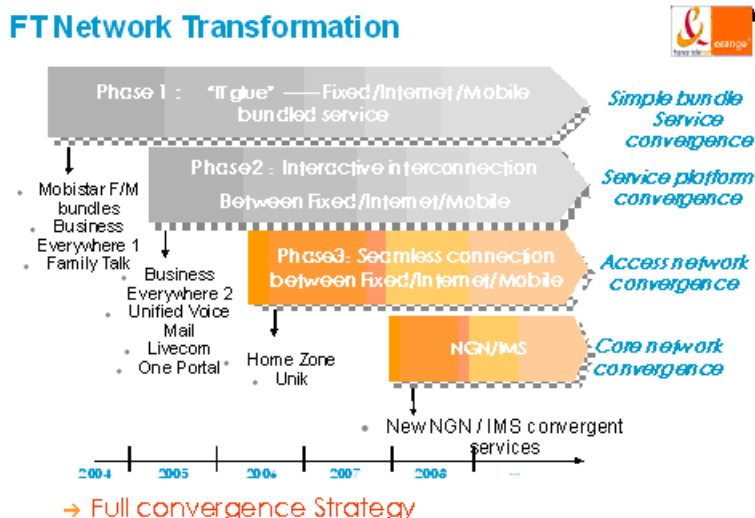 FT Network Transformation
orange
Phase 1 : "IT glue" —— Fixed/Internet/Mobile
bundled service
Simple bundle
Service
convergence
Phase2 : Interactive interconnection
Between Fixed/Internet/Mobile
Service platform
convergence
• Mobistar F/M
bundles
• Business
Everywhere 1
• Family Talk
Phase3: Seamless connection
between Fixed/Internet/Mobile
Access network
convergence
• Business
Everywhere 2
• Unified Voice
Mail
• Livecom
• One Portal
• Home Zone
• Unik
NGN/IMS
Core network
convergence
• New NGN / IMS convergent
services
2004 2005 2006 2007 2008 ...
→ Full convergence Strategy